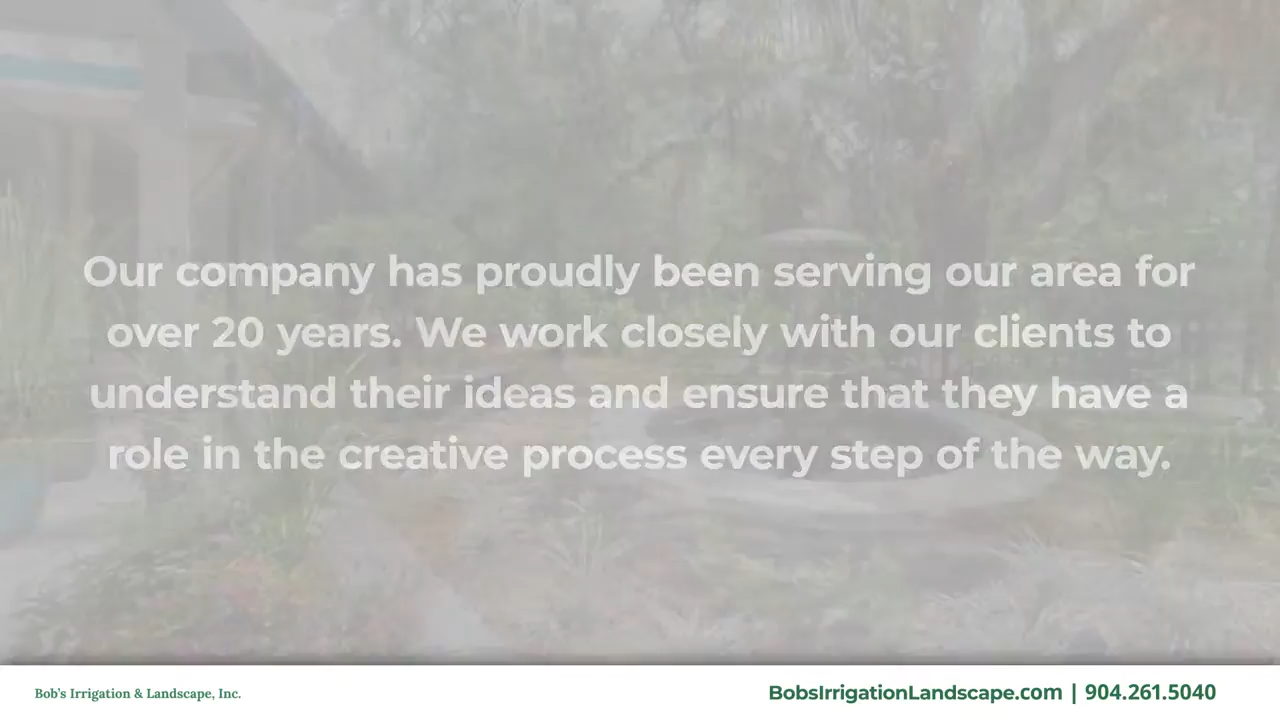 Our company has proudly been serving our area for
over 20 years. We work closely with our clients to
understand their ideas and ensure that they have a
role in the creative process every step of the way.
Bob's Irrigation & Landscape, Inc.
BobsIrrigationLandscape.com | 904.261.5040